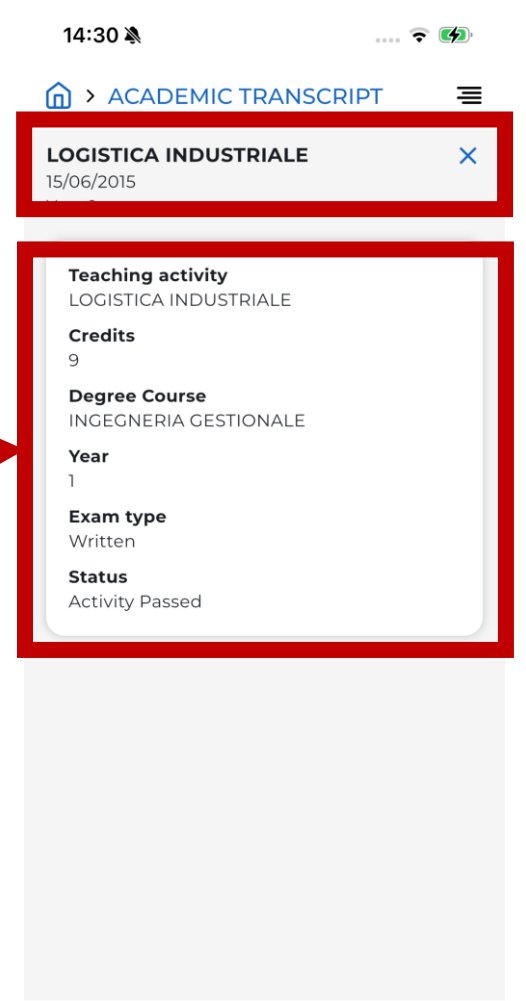 14:30
> ACADEMIC TRANSCRIPT
LOGISTICA INDUSTRIALE
15/06/2015
Teaching activity
LOGISTICA INDUSTRIALE
Credits
9
Degree Course
INGEGNERIA GESTIONALE
Year
1
Exam type
Written
Status
Activity Passed